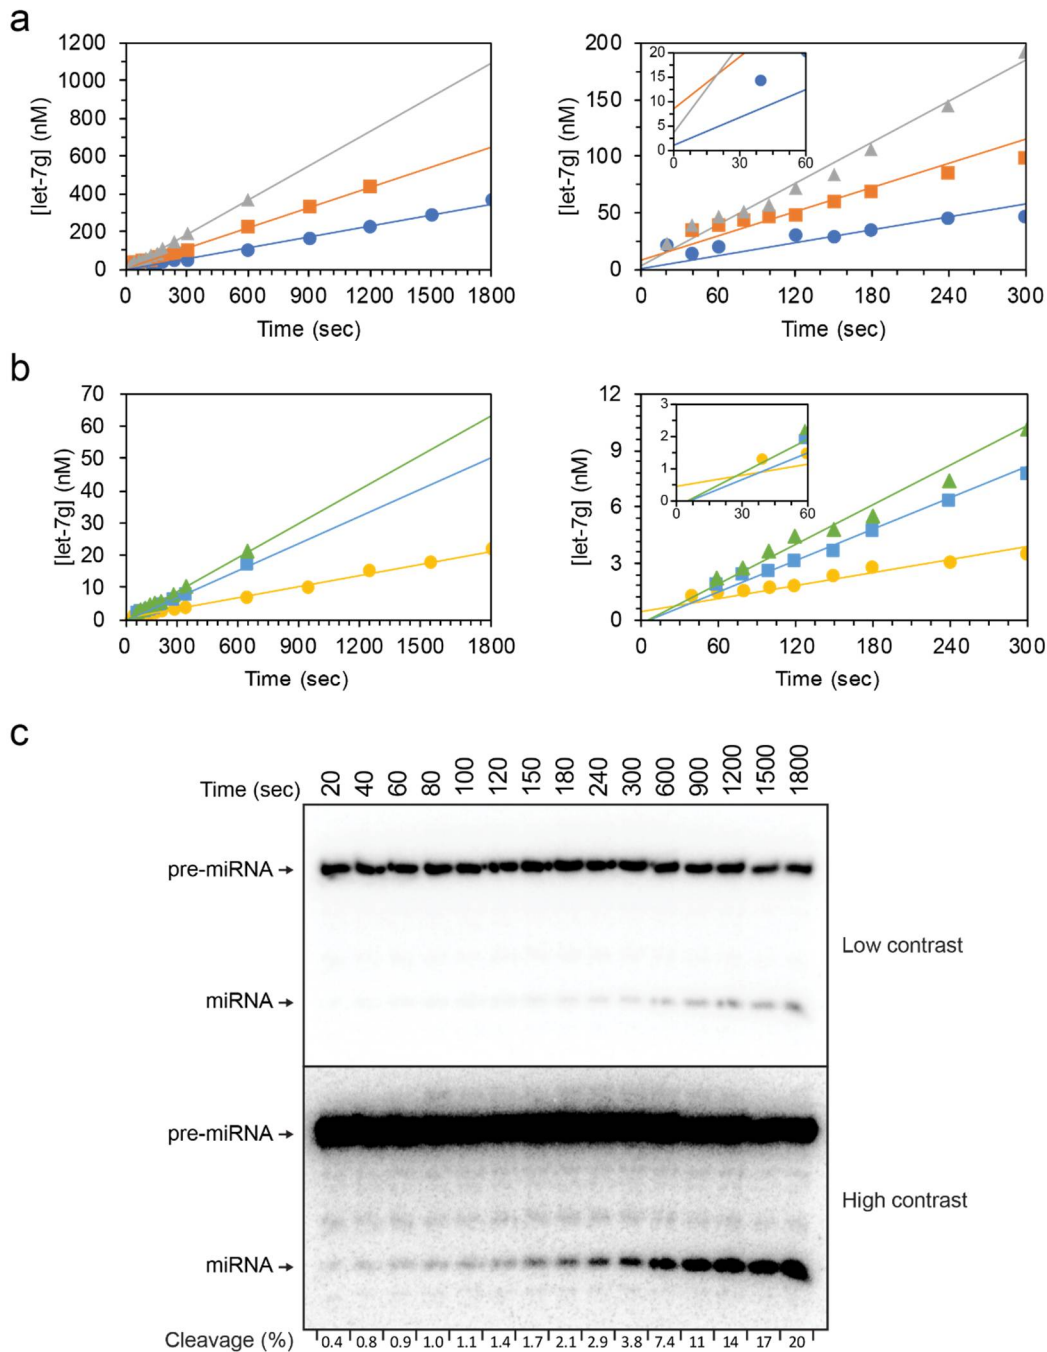 a
1200
1000
800
600
400
200
0
[let-7g] (nM)
0 300 600 900 1200 1500 1800
Time (sec)
200
150
100
50
0
[let-7g] (nM)
20
15
10
5
0
0 30 60
0 60 120 180 240 300
Time (sec)
b
70
60
50
40
30
20
10
0
[let-7g] (nM)
0 300 600 900 1200 1500 1800
Time (sec)
12
9
6
3
0
[let-7g] (nM)
3
2
1
0
0 30 60
0 60 120 180 240 300
Time (sec)
c
Time (sec) 20 40 60 80 100 120 150 180 240 300 600 900 1200 1500 1800
pre-miRNA →
Low contrast
miRNA →
pre-miRNA →
High contrast
miRNA →
Cleavage (%) 0.4 0.8 0.9 1.0 1.1 1.4 1.7 2.1 2.9 3.8 7.4 11 14 17 20